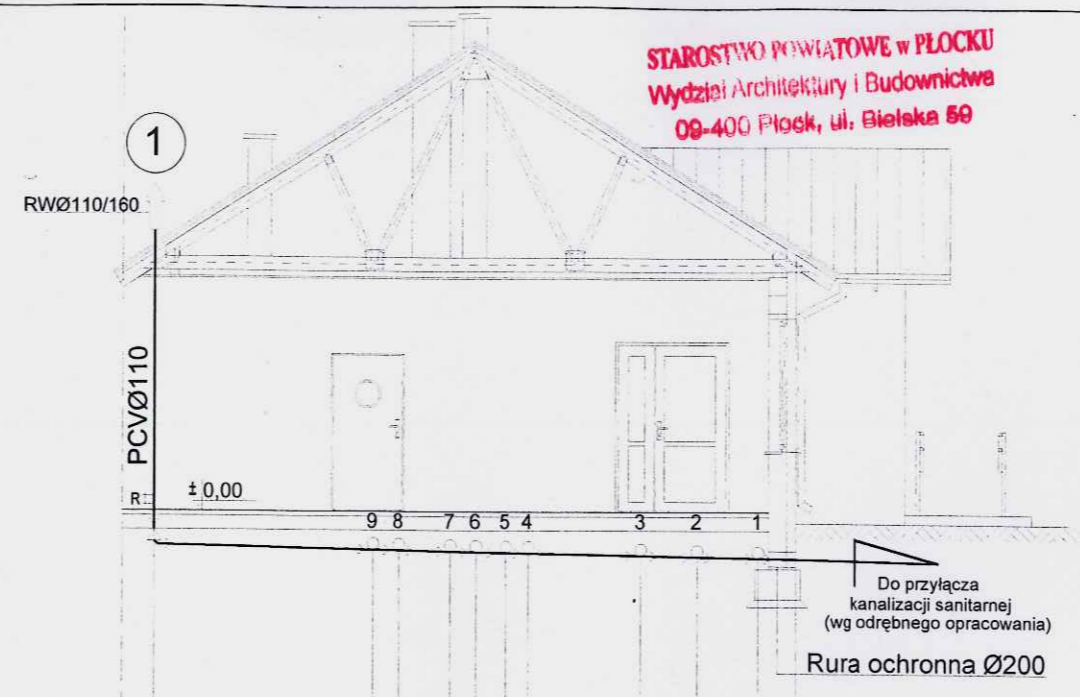 STAROSTWO POWIATOWE w PŁOCKU
Wydział Architektury i Budownictwa
09-400 Płock, ul. Bielska 59
1
RWØ110/160
PCVØ110
R
± 0,00
9 8 7 6 5 4 3 2 1
Do przyłącza
kanalizacji sanitarnej
(wg odrębnego opracowania)
Rura ochronna Ø200